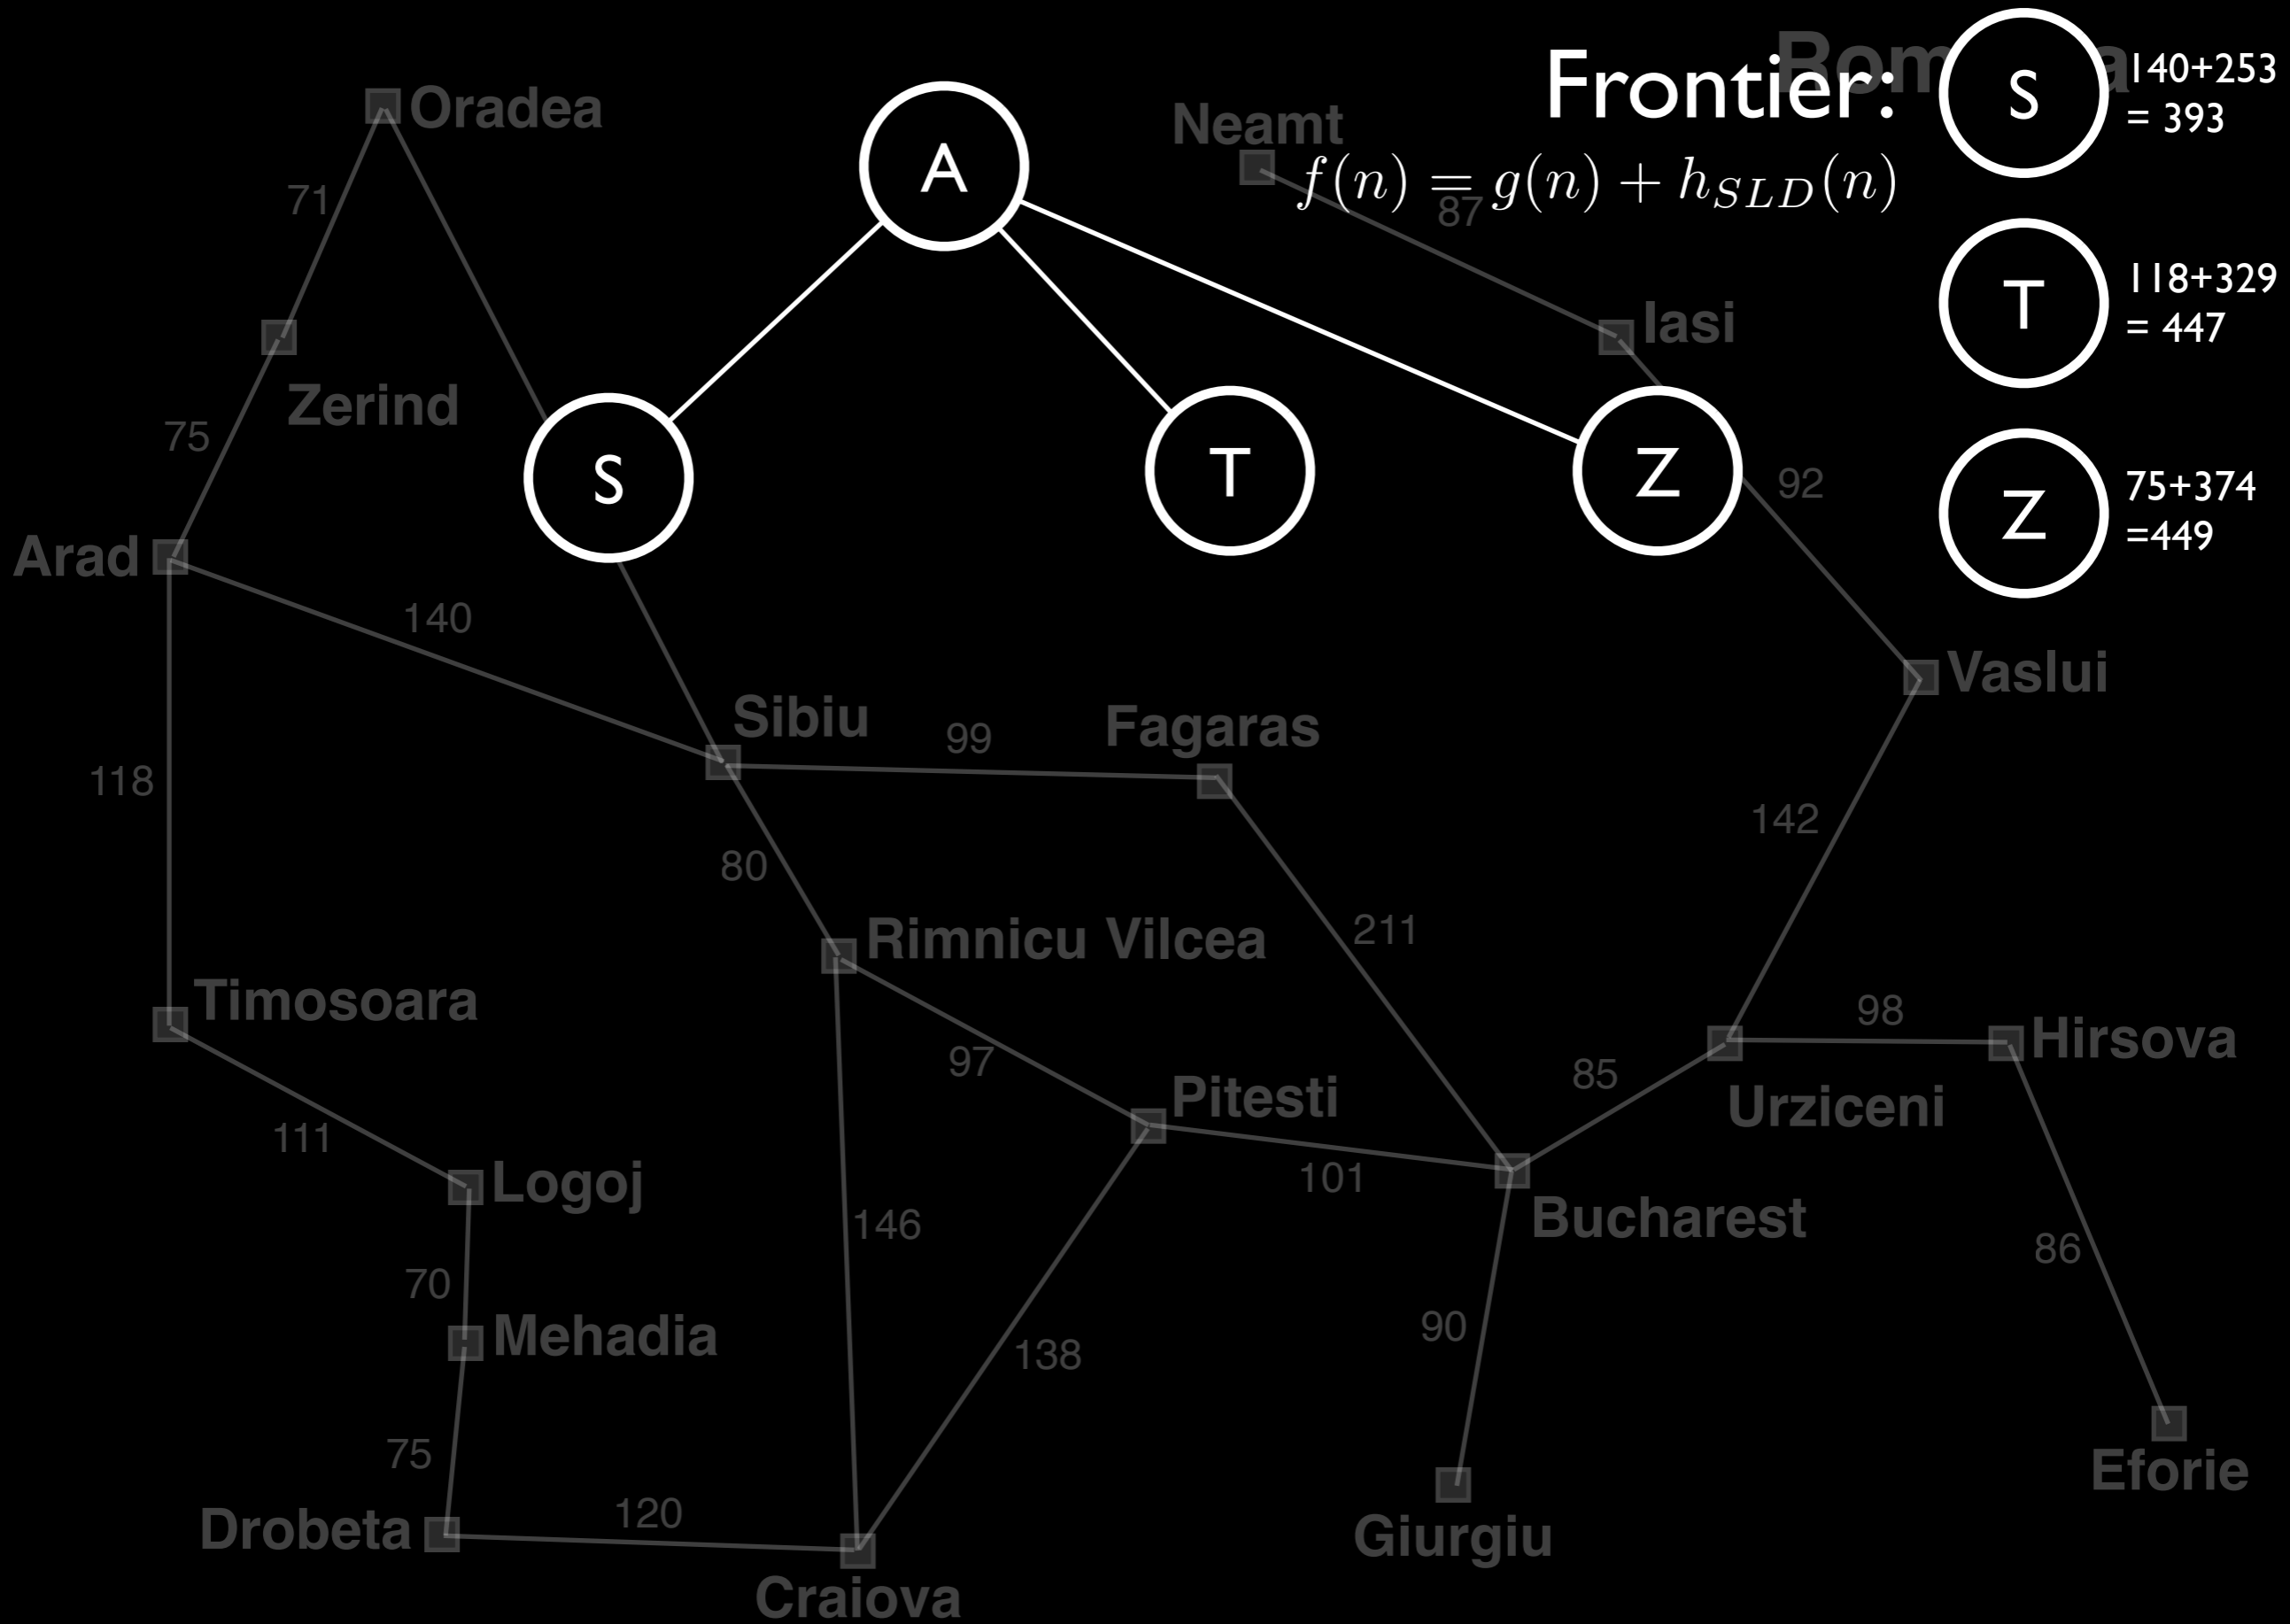 Frontier:
f(n) = g(n) + h_{SLD}(n)
S
140+253
= 393
T
118+329
= 447
Z
75+374
=449
A
S
T
Z
Oradea
Neamt
87
71
Iasi
Zerind
75
92
Arad
140
Vaslui
Sibiu
99
Fagaras
118
142
80
Rimnicu Vilcea
211
Timosoara
98
Hirsova
97
85
Pitesti
Urziceni
111
Logoj
101
Bucharest
146
86
70
Mehadia
90
138
75
Eforie
Drobeta
120
Giurgiu
Craiova